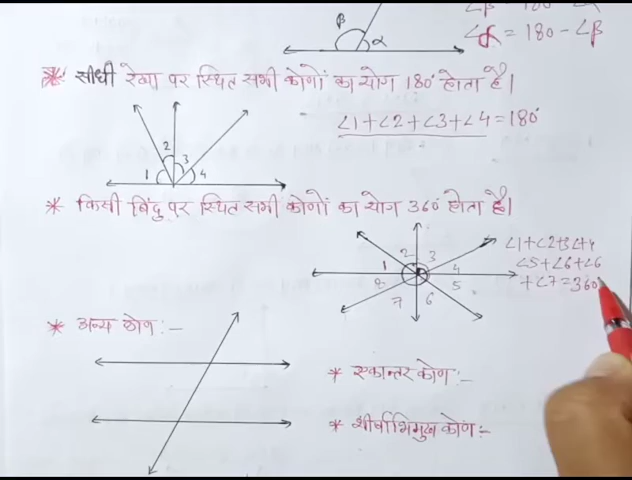 ∠β = 180 - ∠α
∠α = 180 - ∠β
β
α
* सीधी रेखा पर स्थित सभी कोणों का योग 180° होता है।
∠1+∠2+∠3+∠4=180°
1 2 3 4
* किसी बिंदु पर स्थित सभी कोणों का योग 360° होता है।
1 2 3 4 5 6 7 8
∠1+∠2+3∠+4
∠5+∠6+∠6
+∠7=360
* अन्य कोण :-
* एकान्तर कोण :-
* शीर्षाभिमुख कोण :-